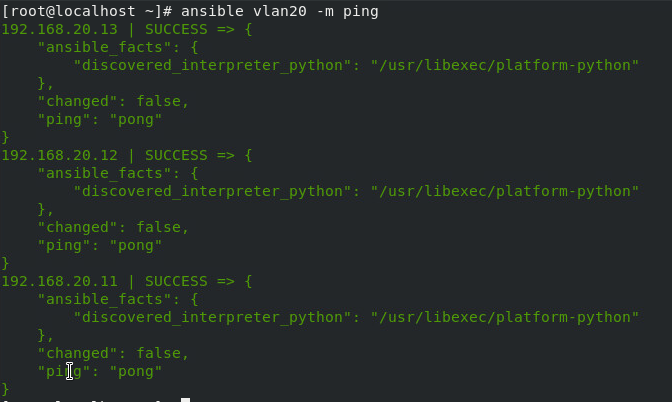 [root@localhost ~]# ansible vlan20 -m ping
192.168.20.13 | SUCCESS => {
    "ansible_facts": {
        "discovered_interpreter_python": "/usr/libexec/platform-python"
    },
    "changed": false,
    "ping": "pong"
}
192.168.20.12 | SUCCESS => {
    "ansible_facts": {
        "discovered_interpreter_python": "/usr/libexec/platform-python"
    },
    "changed": false,
    "ping": "pong"
}
192.168.20.11 | SUCCESS => {
    "ansible_facts": {
        "discovered_interpreter_python": "/usr/libexec/platform-python"
    },
    "changed": false,
    "ping": "pong"
}